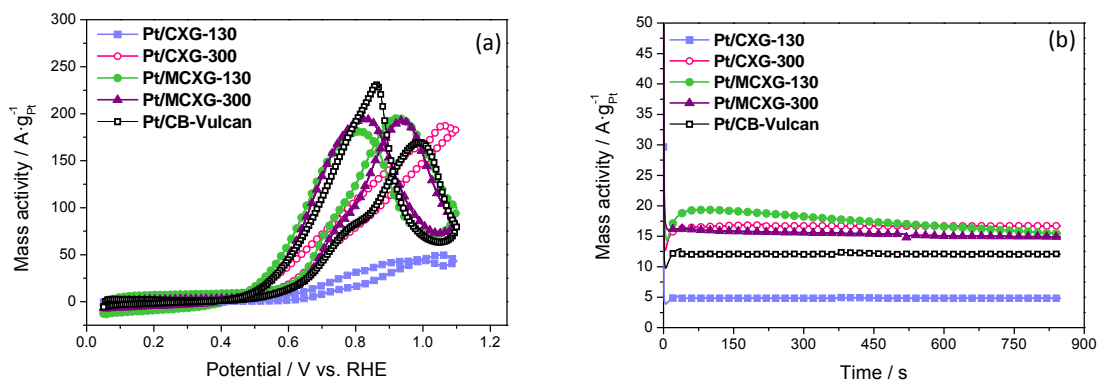 (a)
Pt/CXG-130
Pt/CXG-300
Pt/MCXG-130
Pt/MCXG-300
Pt/CB-Vulcan
Mass activity / A·g⁻¹Pt
300
250
200
150
100
50
0
0.0 0.2 0.4 0.6 0.8 1.0 1.2
Potential / V vs. RHE
(b)
Pt/CXG-130
Pt/CXG-300
Pt/MCXG-130
Pt/MCXG-300
Pt/CB-Vulcan
Mass activity / A·g⁻¹Pt
50
45
40
35
30
25
20
15
10
5
0
0 150 300 450 600 750 900
Time / s